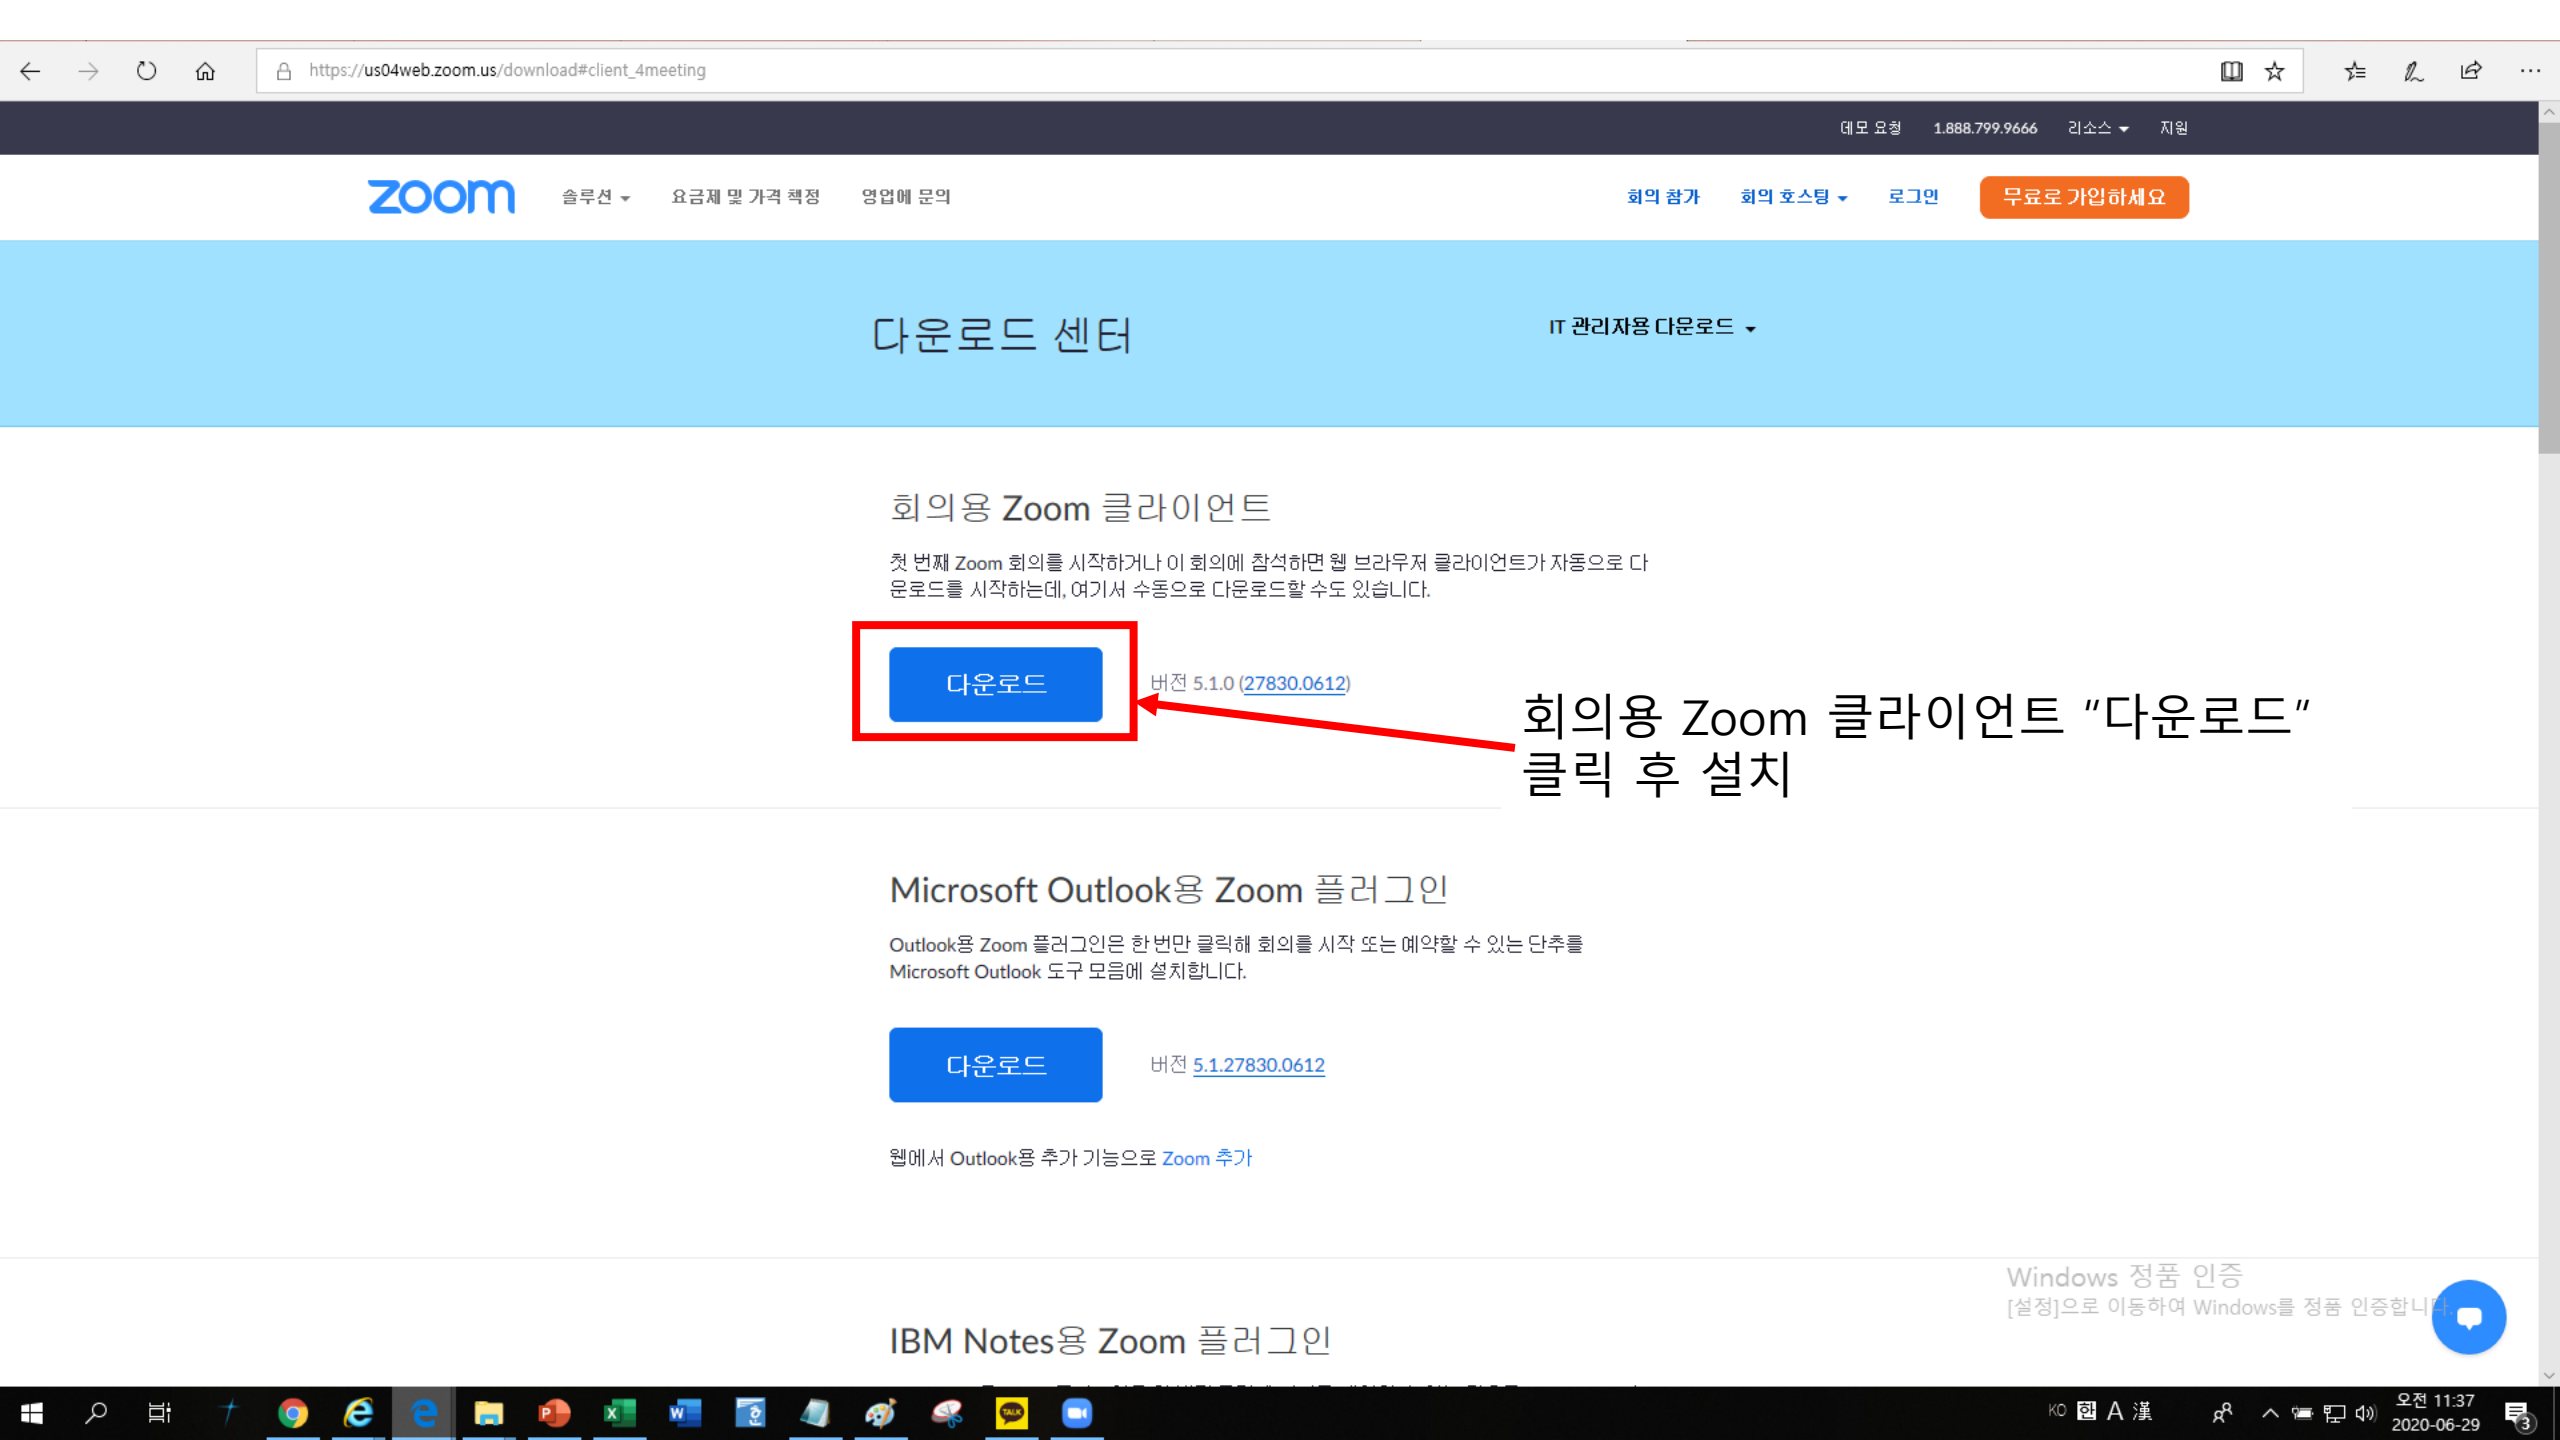 https://us04web.zoom.us/download#client_4meeting
데모 요청 1.888.799.9666 리소스 지원
zoom 솔루션 요금제 및 가격 책정 영업에 문의 회의 참가 회의 호스팅 로그인 무료로 가입하세요
다운로드 센터 IT 관리자용 다운로드
회의용 Zoom 클라이언트
첫 번째 Zoom 회의를 시작하거나 이 회의에 참석하면 웹 브라우저 클라이언트가 자동으로 다
운로드를 시작하는데, 여기서 수동으로 다운로드할 수도 있습니다.
다운로드 버전 5.1.0 (27830.0612)
회의용 Zoom 클라이언트 "다운로드"
클릭 후 설치
Microsoft Outlook용 Zoom 플러그인
Outlook용 Zoom 플러그인은 한 번만 클릭해 회의를 시작 또는 예약할 수 있는 단추를
Microsoft Outlook 도구 모음에 설치합니다.
다운로드 버전 5.1.27830.0612
웹에서 Outlook용 추가 기능으로 Zoom 추가
Windows 정품 인증
[설정]으로 이동하여 Windows를 정품 인증합니다.
IBM Notes용 Zoom 플러그인
KO 한 A 漢 오전 11:37
2020-06-29 3